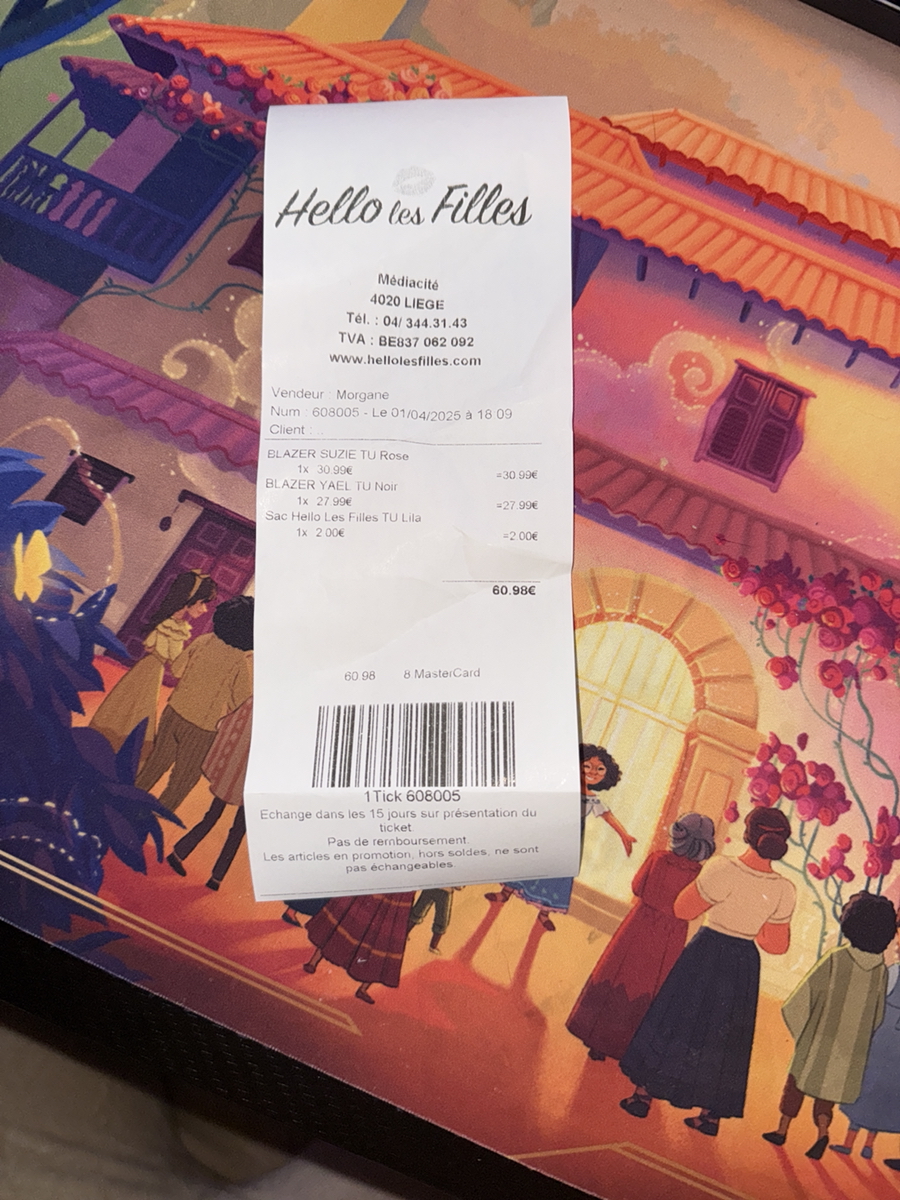 Hello les Filles
Médiacité
4020 LIEGE
Tél. : 04/ 344.31.43
TVA : BE837 062 092
www.hellolesfilles.com
Vendeur : Morgane
Num : 608005 - Le 01/04/2025 à 18:09
Client : ..
BLAZER SUZIE TU Rose
1x 30.99€ =30.99€
BLAZER YAEL TU Noir
1x 27.99€ =27.99€
Sac Hello Les Filles TU Lila
1x 2.00€ =2.00€
60.98€
60.98 8 MasterCard
1Tick 608005
Echange dans les 15 jours sur présentation du
ticket.
Pas de remboursement.
Les articles en promotion, hors soldes, ne sont
pas échangeables.